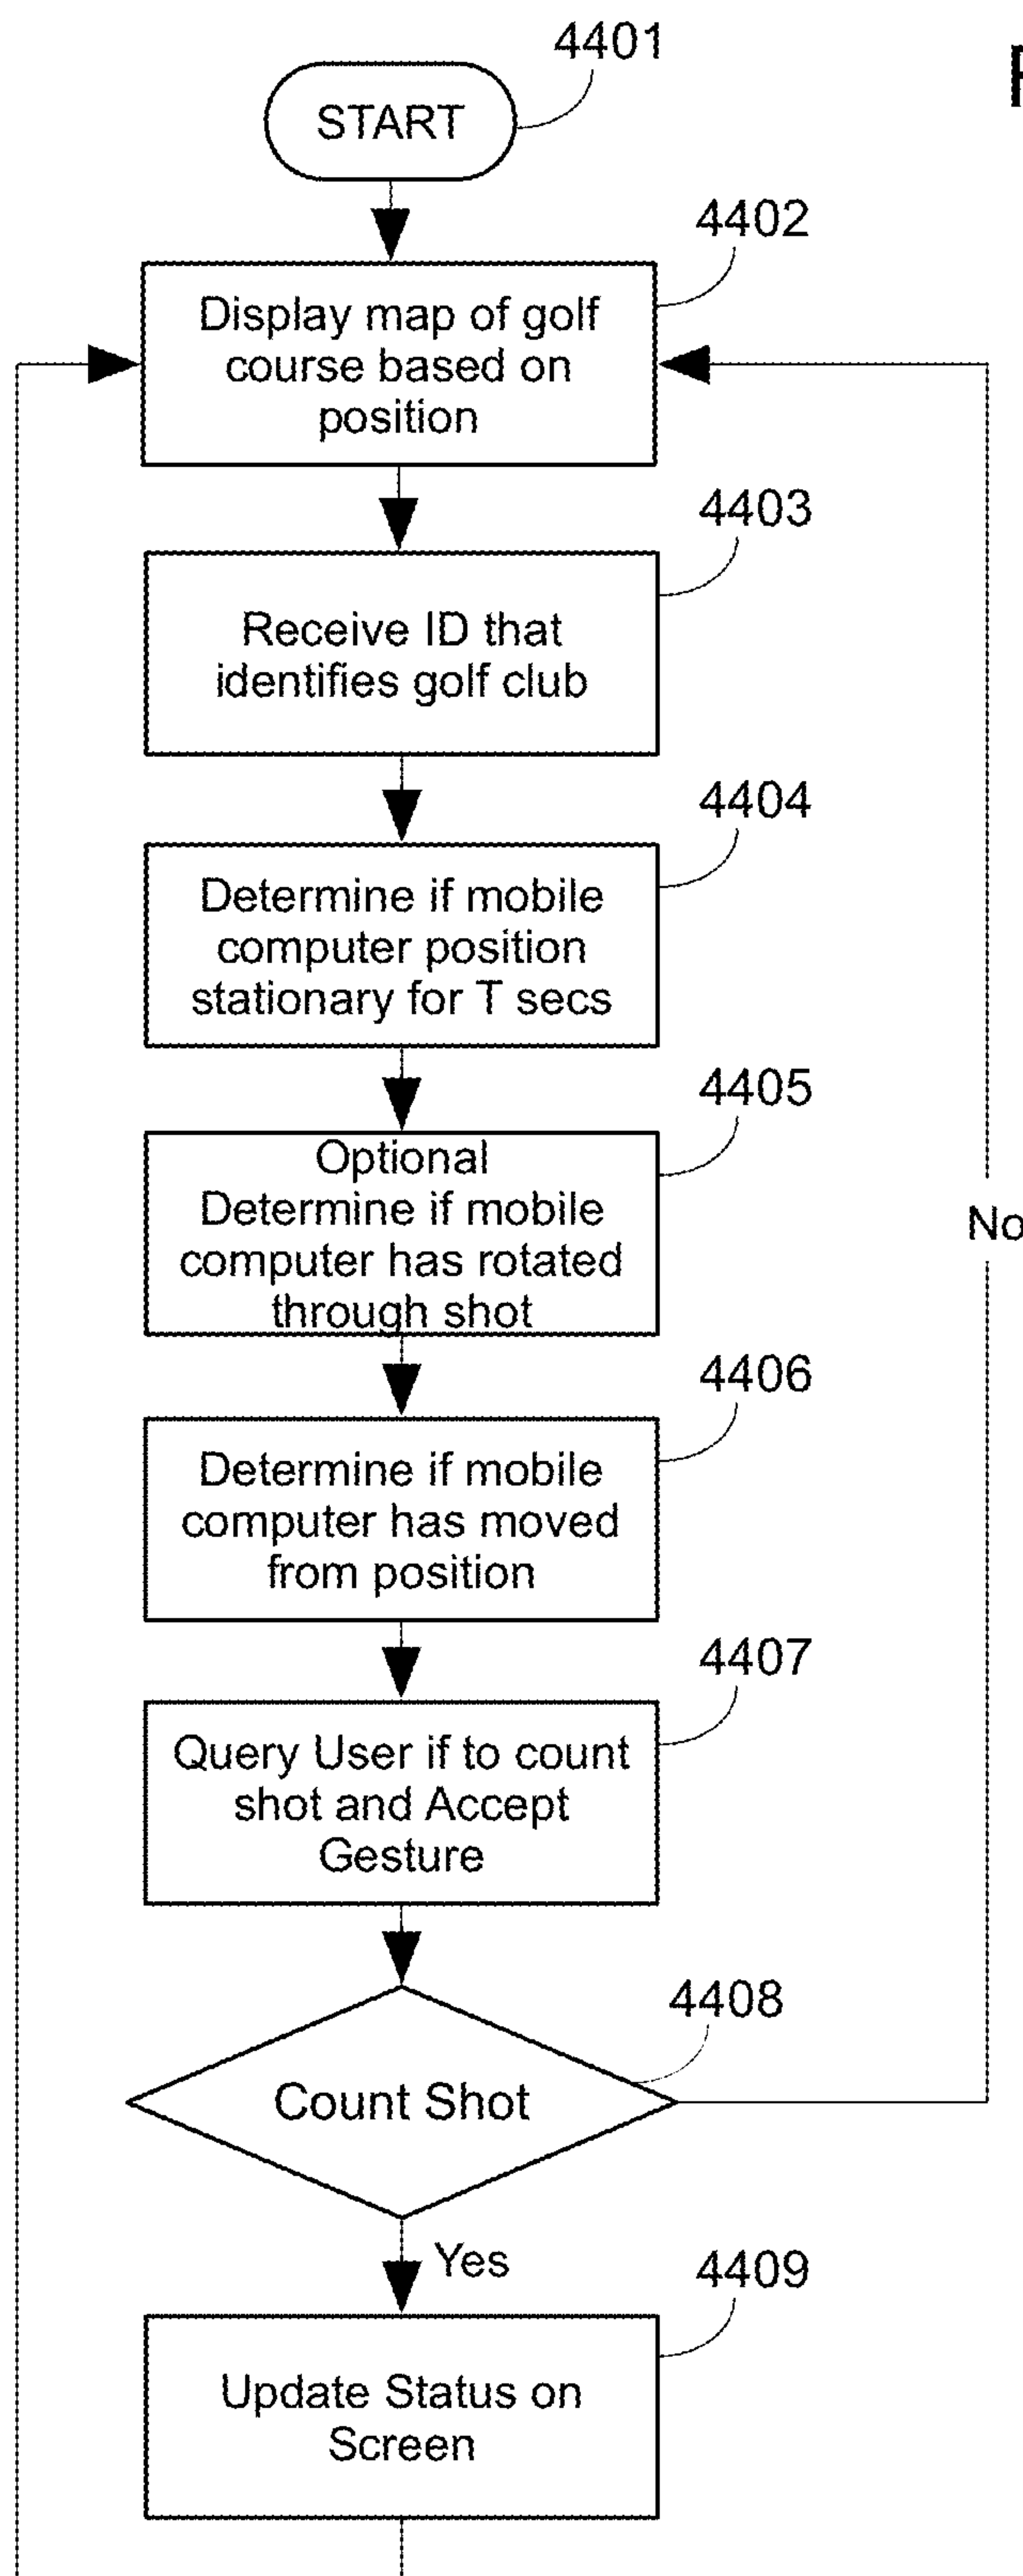 4401
START
4402
Display map of golf
course based on
position
4403
Receive ID that
identifies golf club
4404
Determine if mobile
computer position
stationary for T secs
4405
Optional
Determine if mobile
computer has rotated
through shot
No
4406
Determine if mobile
computer has moved
from position
4407
Query User if to count
shot and Accept
Gesture
4408
Count Shot
Yes
4409
Update Status on
Screen